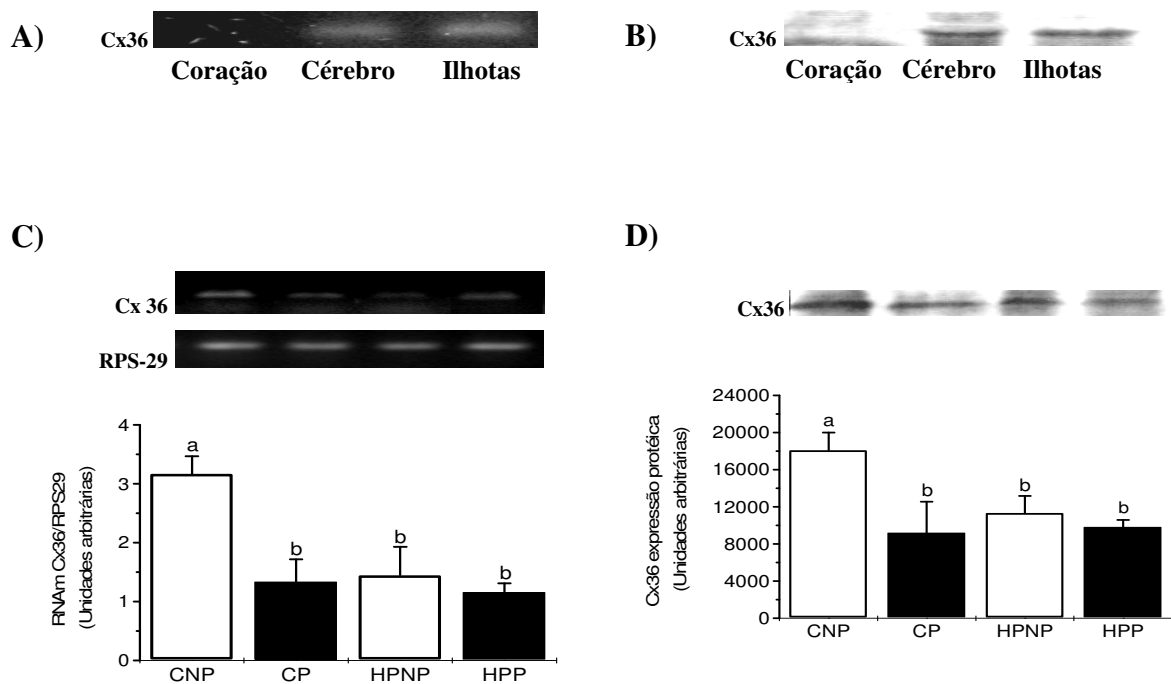 A)
Cx36
Coração Cérebro Ilhotas
B)
Cx36
Coração Cérebro Ilhotas
C)
Cx 36
RPS-29
RNAm Cx36/RPS29
(Unidades arbitrárias)
4
3
2
1
0
a
b
b
b
CNP CP HPNP HPP
D)
Cx36
Cx36 expressão protéica
(Unidades arbitrárias)
24000
20000
16000
12000
8000
4000
0
a
b
b
b
CNP CP HPNP HPP